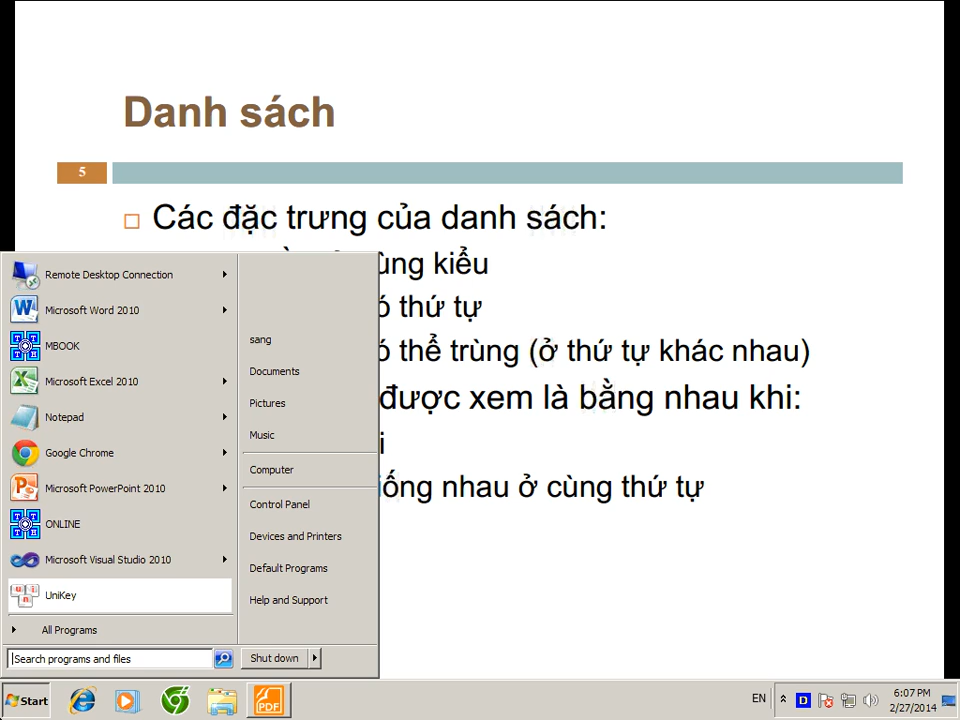 Danh sách
5
Các đặc trưng của danh sách:
kiểu
thứ tự
thể trùng (ở thứ tự khác nhau)
được xem là bằng nhau khi:
nhau ở cùng thứ tự
Remote Desktop Connection
Microsoft Word 2010
MBOOK
Microsoft Excel 2010
Notepad
Google Chrome
Microsoft PowerPoint 2010
ONLINE
Microsoft Visual Studio 2010
UniKey
All Programs
Search programs and files
sang
Documents
Pictures
Music
Computer
Control Panel
Devices and Printers
Default Programs
Help and Support
Shut down
Start
PDF
EN
D
6:07 PM
2/27/2014